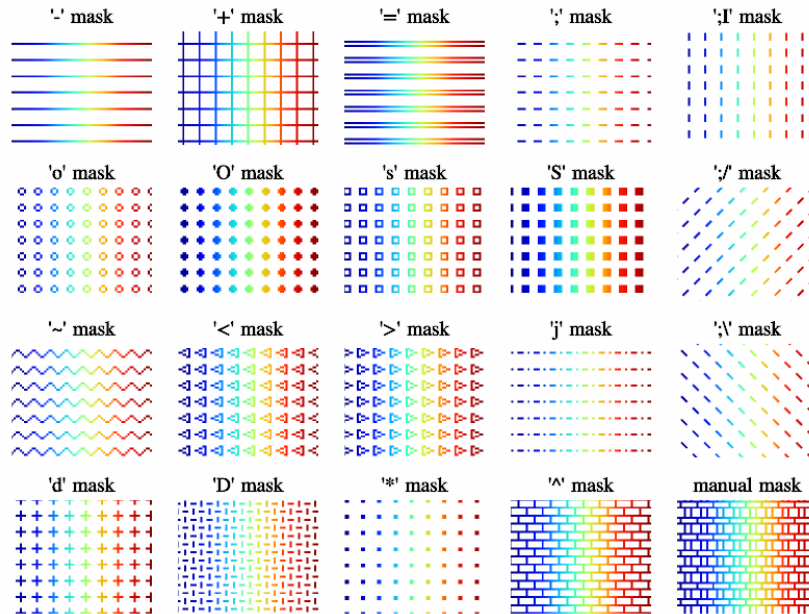 '-' mask
'+' mask
'=' mask
';' mask
';I' mask
'o' mask
'O' mask
's' mask
'S' mask
';/' mask
'~' mask
'<' mask
'>' mask
'j' mask
';\' mask
'd' mask
'D' mask
'*' mask
'^' mask
manual mask